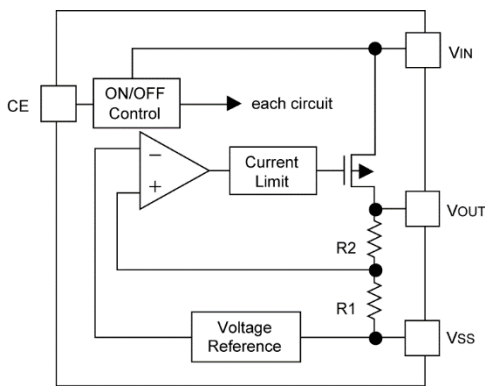 VIN
ON/OFF
Control
CE
each circuit
−
+
Current
Limit
VOUT
R2
R1
Voltage
Reference
VSS